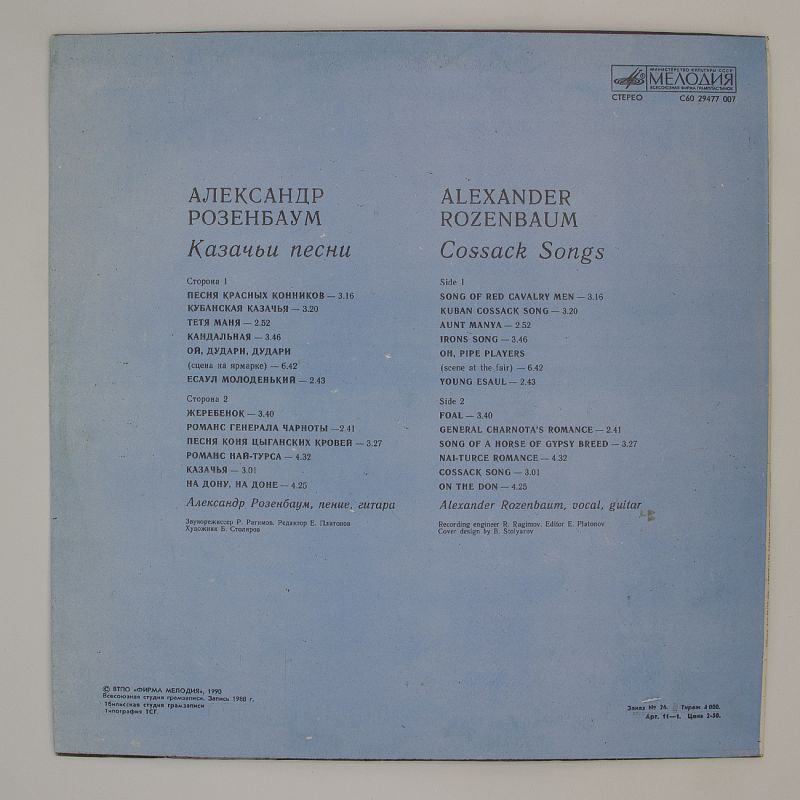 МИНИСТЕРСТВО КУЛЬТУРЫ СССР
МЕЛОДИЯ
ВСЕСОЮЗНАЯ ФИРМА ГРАМПЛАСТИНОК
СТЕРЕО С60 29477 007
АЛЕКСАНДР
РОЗЕНБАУМ
Казачьи песни
Сторона 1
ПЕСНЯ КРАСНЫХ КОННИКОВ — 3.16
КУБАНСКАЯ КАЗАЧЬЯ — 3.20
ТЕТЯ МАНЯ — 2.52
КАНДАЛЬНАЯ — 3.46
ОЙ, ДУДАРИ, ДУДАРИ
(сцена на ярмарке) — 6.42
ЕСАУЛ МОЛОДЕНЬКИЙ — 2.43
Сторона 2
ЖЕРЕБЕНОК — 3.40
РОМАНС ГЕНЕРАЛА ЧАРНОТЫ —2.41
ПЕСНЯ КОНЯ ЦЫГАНСКИХ КРОВЕЙ — 3.27
РОМАНС НАЙ-ТУРСА — 4.32
КАЗАЧЬЯ — 3.01
НА ДОНУ, НА ДОНЕ — 4.25
Александр Розенбаум, пение, гитара
Звукорежиссер Р. Рагимов. Редактор Е. Платонов
Художник Б. Столяров
ALEXANDER
ROZENBAUM
Cossack Songs
Side 1
SONG OF RED CAVALRY MEN — 3.16
KUBAN COSSACK SONG — 3.20
AUNT MANYA — 2.52
IRONS SONG — 3.46
OH, PIPE PLAYERS
(scene at the fair) — 6.42
YOUNG ESAUL — 2.43
Side 2
FOAL — 3.40
GENERAL CHARNOTA'S ROMANCE — 2.41
SONG OF A HORSE OF GYPSY BREED — 3.27
NAI-TURCE ROMANCE — 4.32
COSSACK SONG — 3.01
ON THE DON — 4.25
Alexander Rozenbaum, vocal, guitar
Recording engineer R. Ragimov. Editor E. Platonov
Cover design by B. Stolyarov
© ВТПО «ФИРМА МЕЛОДИЯ», 1990
Всесоюзная студия грамзаписи. Запись 1988 г.
Тбилисская студия грамзаписи
Типография ТСГ.
Заказ № 26. Тираж 4 000.
Арт. 11—1. Цена 2-50.